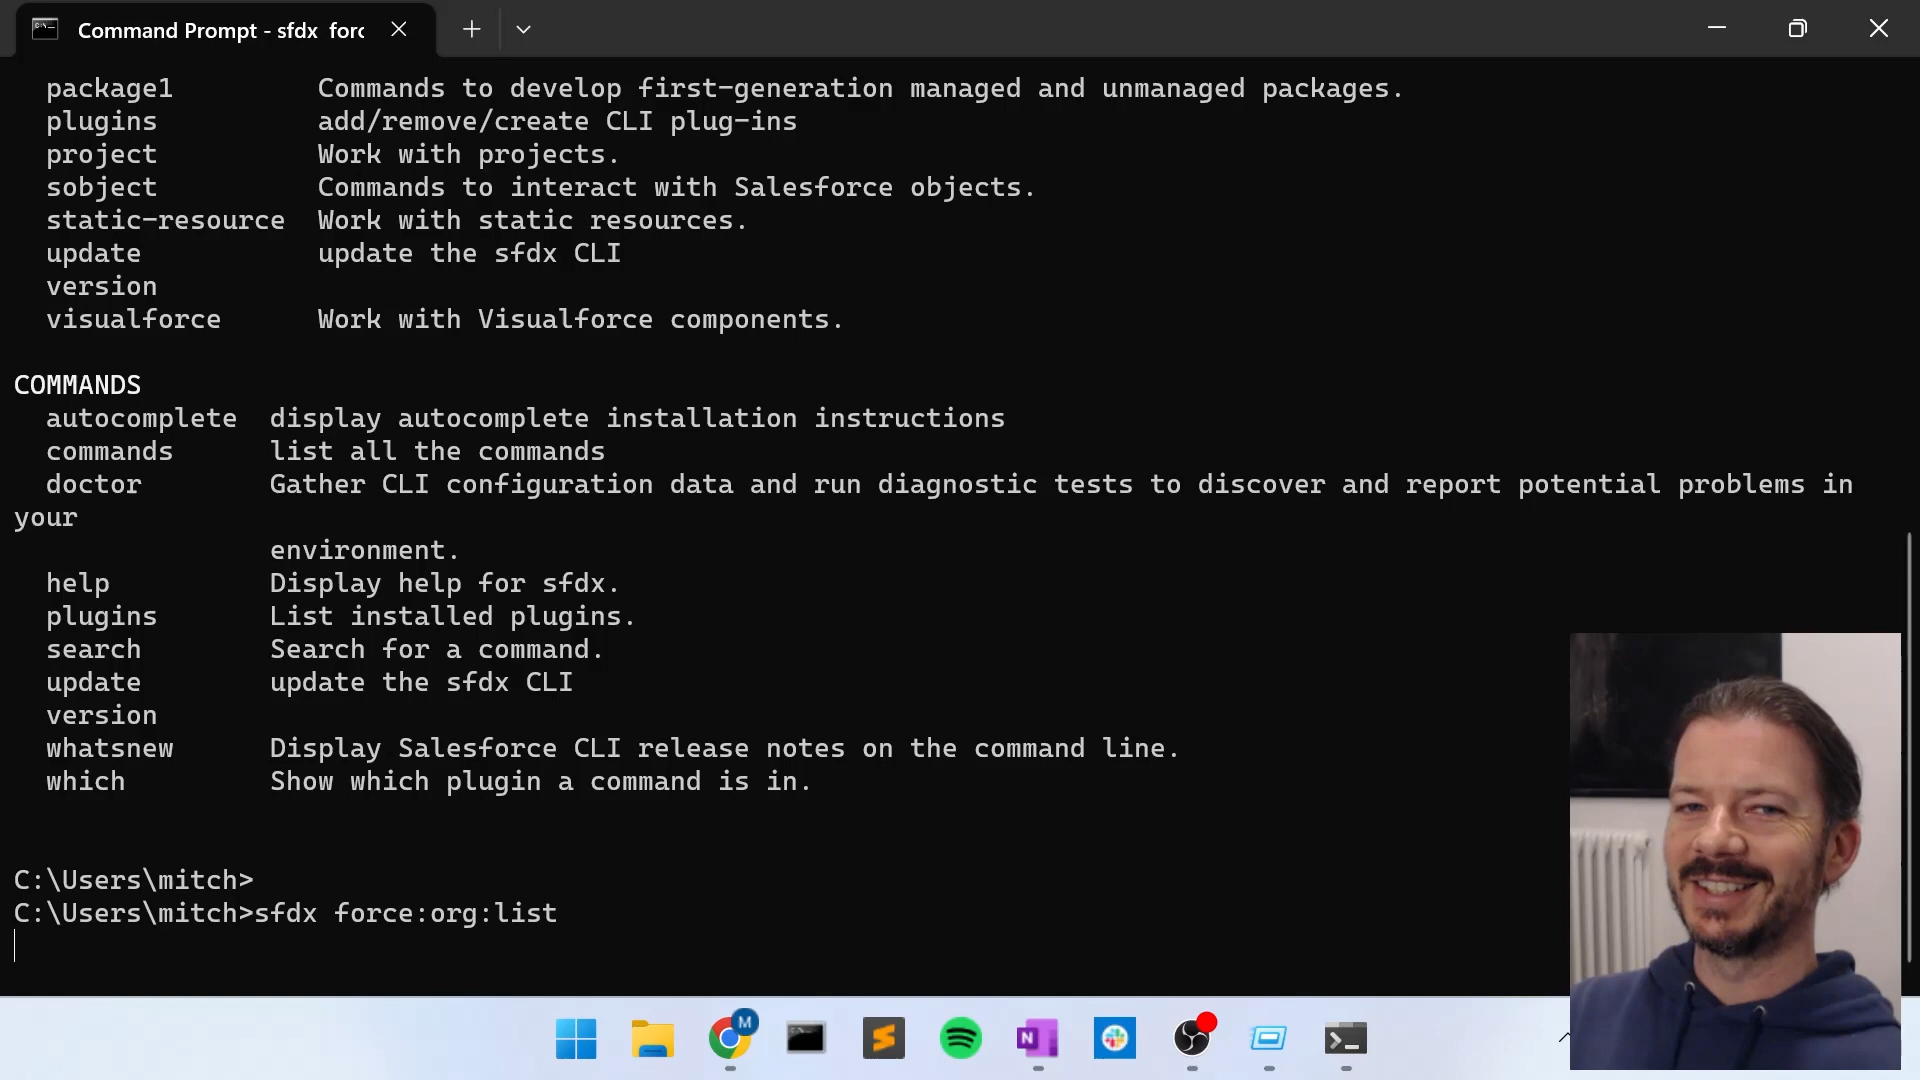 Command Prompt - sfdx forc
package1 Commands to develop first-generation managed and unmanaged packages.
plugins add/remove/create CLI plug-ins
project Work with projects.
sobject Commands to interact with Salesforce objects.
static-resource Work with static resources.
update update the sfdx CLI
version
visualforce Work with Visualforce components.
COMMANDS
autocomplete display autocomplete installation instructions
commands list all the commands
doctor Gather CLI configuration data and run diagnostic tests to discover and report potential problems in
your
environment.
help Display help for sfdx.
plugins List installed plugins.
search Search for a command.
update update the sfdx CLI
version
whatsnew Display Salesforce CLI release notes on the command line.
which Show which plugin a command is in.
C:\Users\mitch>
C:\Users\mitch>sfdx force:org:list
M
N